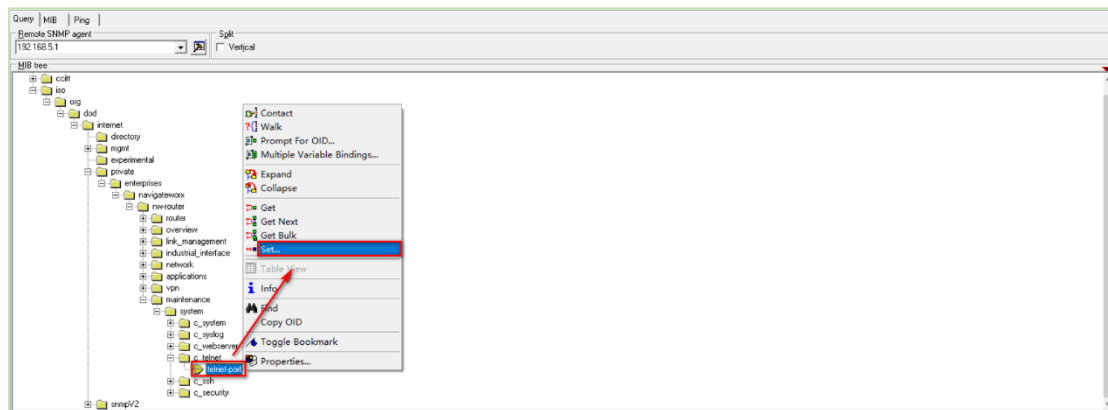 Query MIB Ping
Remote SNMP agent Split
192.168.5.1 Vertical
MIB tree
ccitt
iso
org
dod
internet
directory
mgmt
experimental
private
enterprises
navigateworx
nw-router
router
overview
link_management
industrial_interface
network
applications
vpn
maintenance
system
c_system
c_syslog
c_webserver
c_telnet
telnet-port
c_ssh
c_security
snmpV2
Contact
Walk
Prompt For OID...
Multiple Variable Bindings...
Expand
Collapse
Get
Get Next
Get Bulk
Set...
Table View
Info
Find
Copy OID
Toggle Bookmark
Properties...